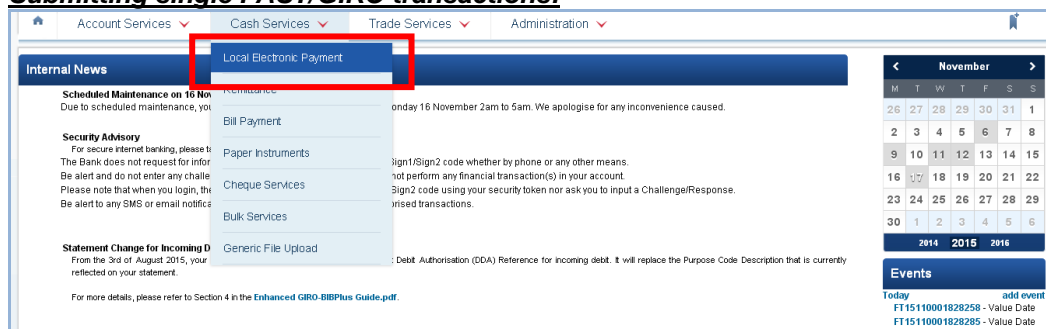 Submitting single FAST/GIRO transactions:
Account Services Cash Services Trade Services Administration
Local Electronic Payment
Remittance
Bill Payment
Paper Instruments
Cheque Services
Bulk Services
Generic File Upload
Internal News
Scheduled Maintenance on 16 Nov
Due to scheduled maintenance, you onday 16 November 2am to 5am. We apologise for any inconvenience caused.
Security Advisory
For secure internet banking, please ta
The Bank does not request for infor Sign1/Sign2 code whether by phone or any other means.
Be alert and do not enter any challe not perform any financial transaction(s) in your account.
Please note that when you login, the Sign2 code using your security token nor ask you to input a Challenge/Response.
Be alert to any SMS or email notifica orised transactions.
Statement Change for Incoming D
From the 3rd of August 2015, your t Debit Authorisation (DDA) Reference for incoming debit. It will replace the Purpose Code Description that is currently
reflected on your statement.
For more details, please refer to Section 4 in the Enhanced GIRO-BIBPlus Guide.pdf.
< November >
M T W T F S S
26 27 28 29 30 31 1
2 3 4 5 6 7 8
9 10 11 12 13 14 15
16 17 18 19 20 21 22
23 24 25 26 27 28 29
30 1 2 3 4 5 6
2014 2015 2016
Events
Today add event
FT15110001828258 - Value Date
FT15110001828285 - Value Date